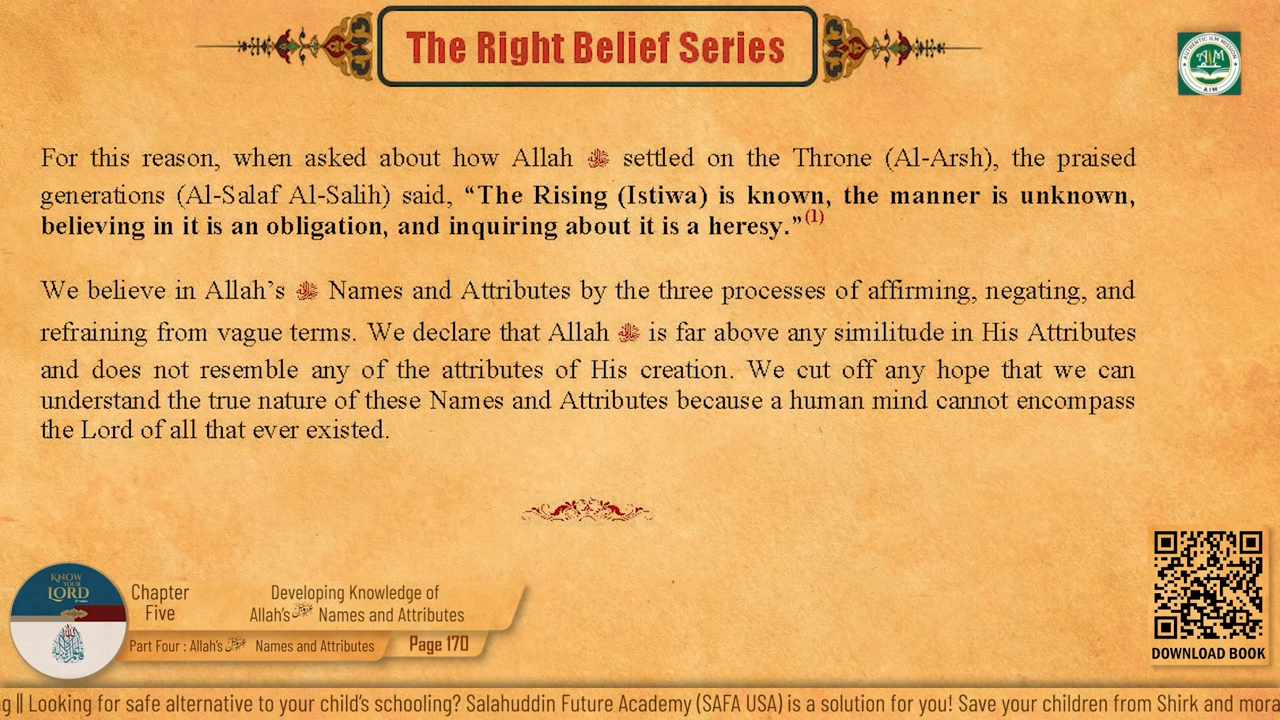 The Right Belief Series
AUTHENTIC ILM MISSION
AIM
For this reason, when asked about how Allah ﷻ settled on the Throne (Al-Arsh), the praised
generations (Al-Salaf Al-Salih) said, “The Rising (Istiwa) is known, the manner is unknown,
believing in it is an obligation, and inquiring about it is a heresy.”(1)
We believe in Allah’s ﷻ Names and Attributes by the three processes of affirming, negating, and
refraining from vague terms. We declare that Allah ﷻ is far above any similitude in His Attributes
and does not resemble any of the attributes of His creation. We cut off any hope that we can
understand the true nature of these Names and Attributes because a human mind cannot encompass
the Lord of all that ever existed.
KNOW
YOUR
LORD
Chapter
Five
Developing Knowledge of
Allah’s ﷻ Names and Attributes
Part Four : Allah’s ﷻ Names and Attributes
Page 170
DOWNLOAD BOOK
g || Looking for safe alternative to your child’s schooling? Salahuddin Future Academy (SAFA USA) is a solution for you! Save your children from Shirk and mora